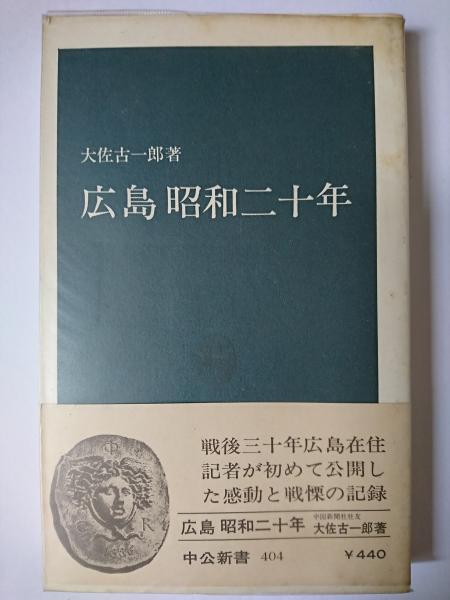 大佐古一郎著
広島 昭和二十年
戦後三十年広島在住
記者が初めて公開し
た感動と戦慄の記録
広島 昭和二十年 中国新聞社社友 大佐古一郎著
中公新書 404 ￥440